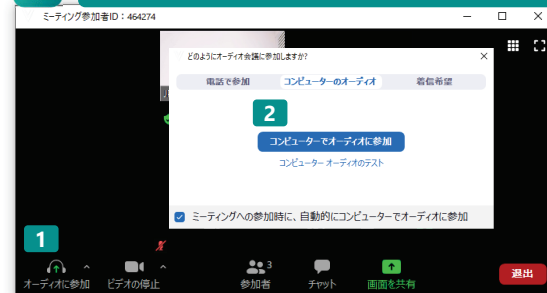 ミーティング参加者ID：464274
どのようにオーディオ会議に参加しますか?
電話で参加
コンピューターのオーディオ
着信希望
2
コンピューターでオーディオに参加
コンピューター オーディオのテスト
ミーティングへの参加時に、自動的にコンピューターでオーディオに参加
1
オーディオに参加
ビデオの停止
3
参加者
チャット
画面を共有
退出